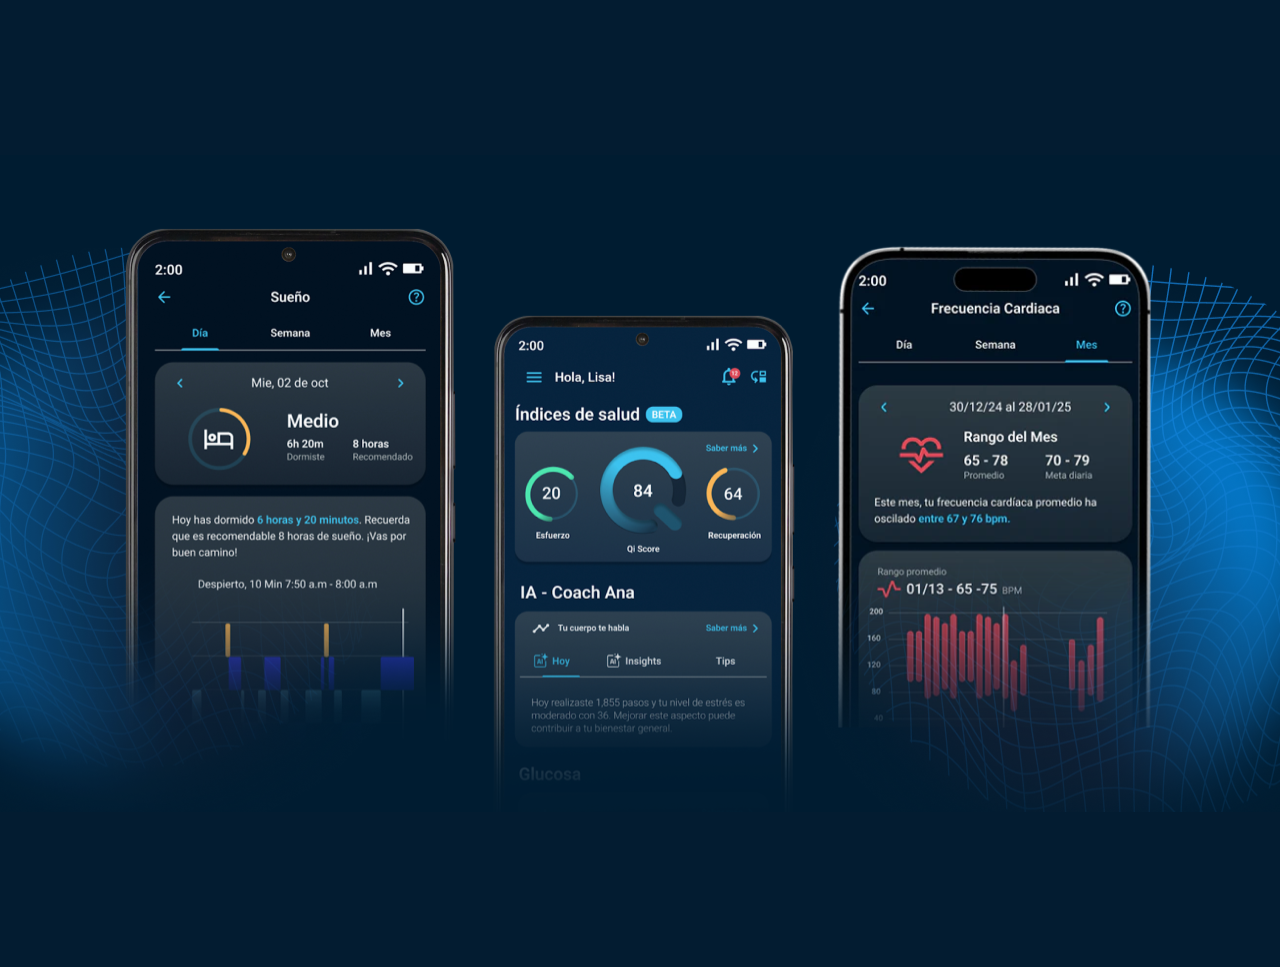 2:00
Sueño
Día
Semana
Mes
Mie, 02 de oct
Medio
6h 20m
8 horas
Dormiste
Recomendado
Hoy has dormido 6 horas y 20 minutos. Recuerda
que es recomendable 8 horas de sueño. ¡Vas por
buen camino!
Despierto, 10 Min 7:50 a.m - 8:00 a.m
2:00
Hola, Lisa!
12
Índices de salud BETA
Saber más
20
84
64
Esfuerzo
Qi Score
Recuperación
IA - Coach Ana
Tu cuerpo te habla
Saber más
AI Hoy
AI Insights
Tips
Hoy realizaste 1,855 pasos y tu nivel de estrés es
moderado con 36. Mejorar este aspecto puede
contribuir a tu bienestar general.
Glucosa
2:00
Frecuencia Cardiaca
Día
Semana
Mes
30/12/24 al 28/01/25
Rango del Mes
65 - 78
70 - 79
Promedio
Meta diaria
Este mes, tu frecuencia cardíaca promedio ha
oscilado entre 67 y 76 bpm.
Rango promedio
01/13 - 65 -75 BPM
200
160
120
80
40